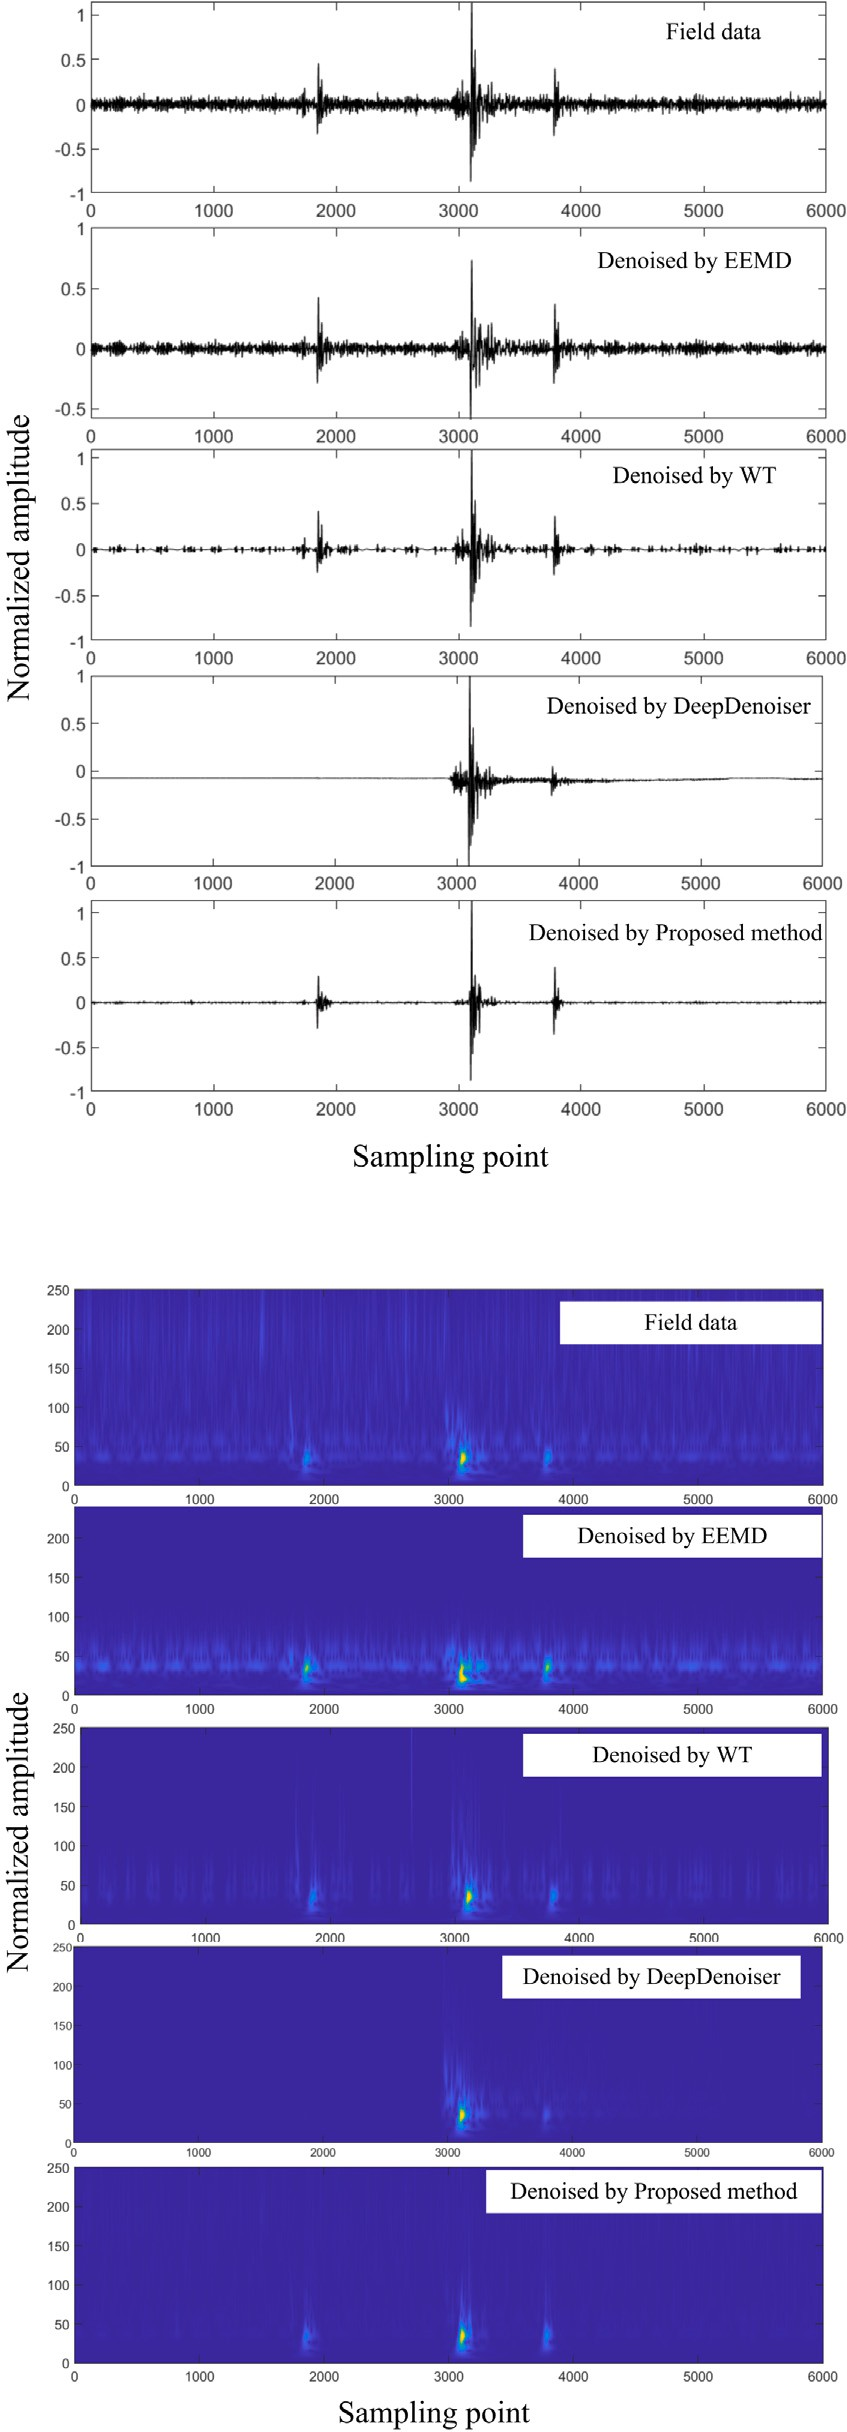 1
0.5
0
-0.5
-1
Field data
0 1000 2000 3000 4000 5000 6000
1
0.5
0
-0.5
Denoised by EEMD
0 1000 2000 3000 4000 5000 6000
1
0.5
0
-0.5
-1
Denoised by WT
0 1000 2000 3000 4000 5000 6000
1
0.5
0
-0.5
-1
Denoised by DeepDenoiser
0 1000 2000 3000 4000 5000 6000
1
0.5
0
-0.5
-1
Denoised by Proposed method
0 1000 2000 3000 4000 5000 6000
Normalized amplitude
Sampling point
250
200
150
100
50
0
Field data
0 1000 2000 3000 4000 5000 6000
200
150
100
50
0
Denoised by EEMD
0 1000 2000 3000 4000 5000 6000
250
200
150
100
50
0
Denoised by WT
0 1000 2000 3000 4000 5000 6000
250
200
150
100
50
0
Denoised by DeepDenoiser
0 1000 2000 3000 4000 5000 6000
250
200
150
100
50
0
Denoised by Proposed method
0 1000 2000 3000 4000 5000 6000
Normalized amplitude
Sampling point